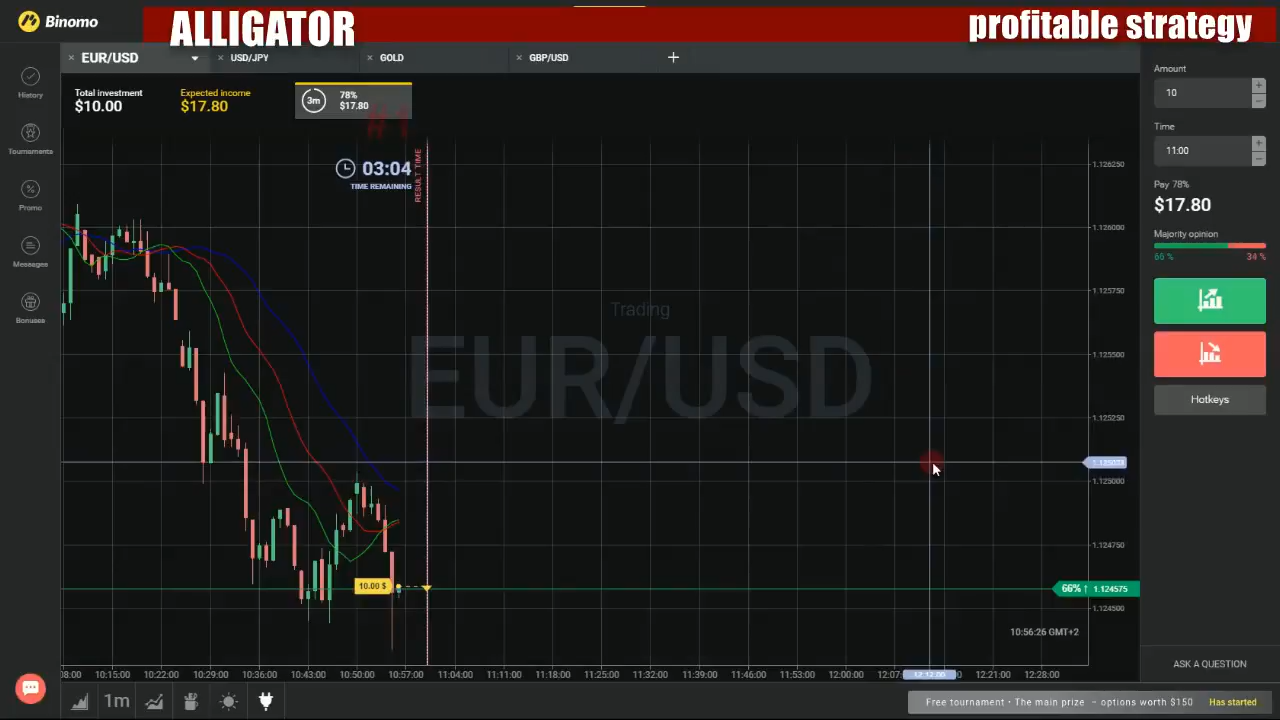 Binomo
ALLIGATOR
profitable strategy
EUR/USD
USD/JPY
GOLD
GBP/USD
Total investment
$10.00
Expected income
$17.80
3m
78%
$17.80
#1
03:04
TIME REMAINING
RESULT TIME
History
Tournaments
Promo
Messages
Bonuses
Trading
EUR/USD
1.126250
1.126000
1.125750
1.125500
1.125250
1.125000
1.124750
66% ↑ 1.124575
1.124500
10.00 $
10:56:26 GMT+2
10:15:00 10:22:00 10:29:00 10:36:00 10:43:00 10:50:00 10:57:00 11:04:00 11:11:00 11:18:00 11:25:00 11:32:00 11:39:00 11:46:00 11:53:00 12:00:00 12:12:00 12:21:00 12:28:00
1m
Amount
10
Time
11:00
Pay 78%
$17.80
Majority opinion
66 %
34 %
Hotkeys
ASK A QUESTION
Free tournament · The main prize – options worth $150 Has started